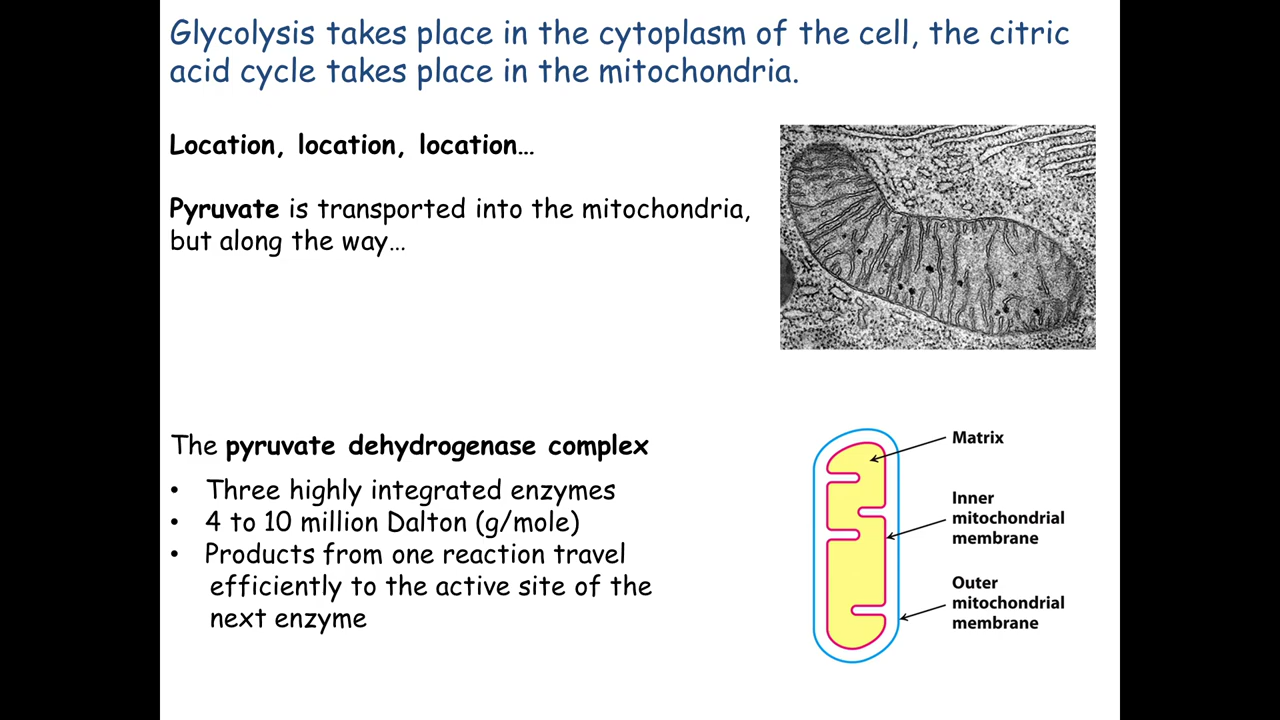 Glycolysis takes place in the cytoplasm of the cell, the citric
acid cycle takes place in the mitochondria.
Location, location, location…
Pyruvate is transported into the mitochondria,
but along the way…
The pyruvate dehydrogenase complex
• Three highly integrated enzymes
• 4 to 10 million Dalton (g/mole)
• Products from one reaction travel
efficiently to the active site of the
next enzyme
Matrix
Inner
mitochondrial
membrane
Outer
mitochondrial
membrane